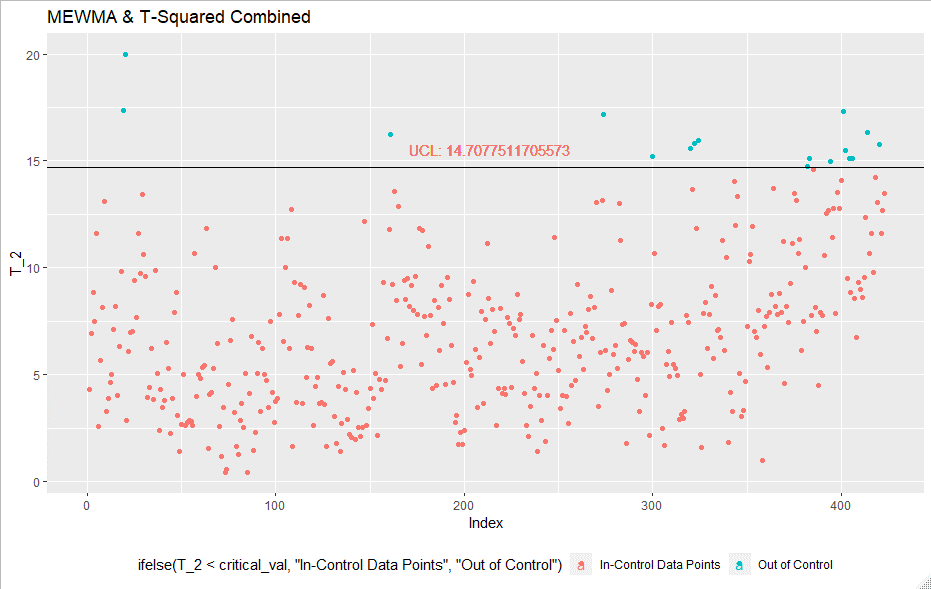 MEWMA & T-Squared Combined
20
15
10
5
0
T_2
UCL: 14.7077511705573
0
100
200
300
400
Index
ifelse(T_2 < critical_val, "In-Control Data Points", "Out of Control") a In-Control Data Points a Out of Control